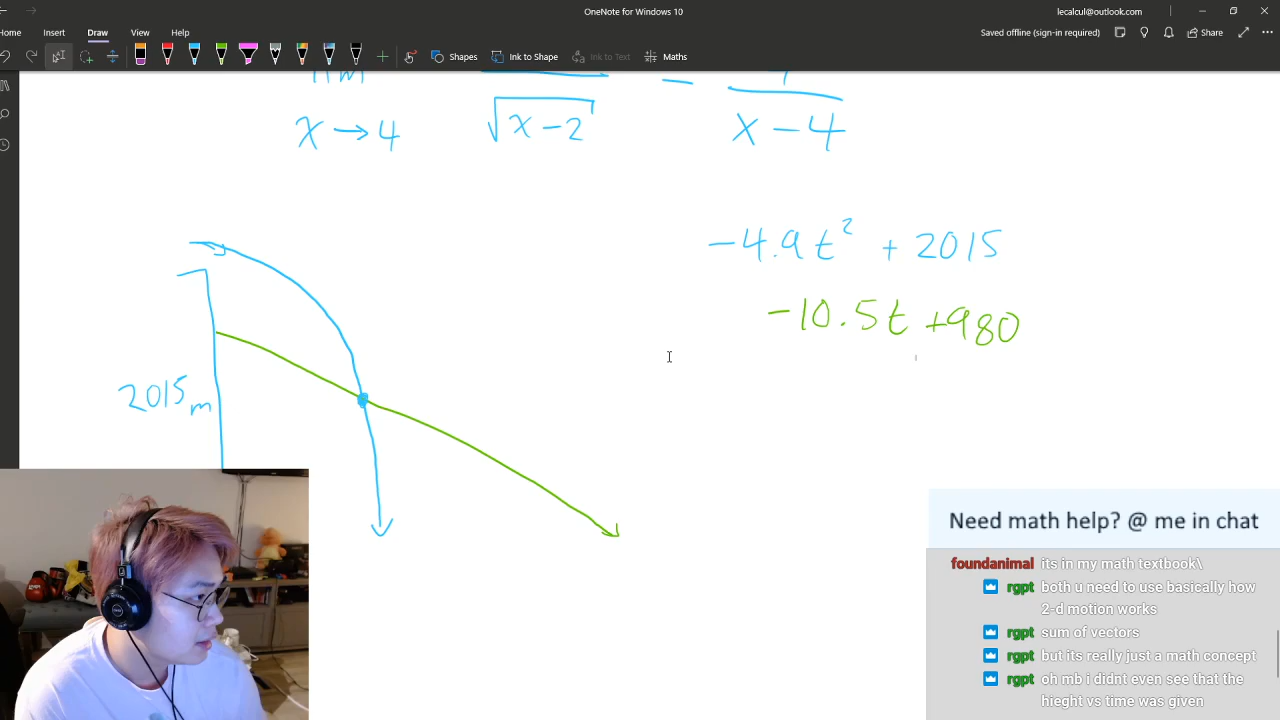 OneNote for Windows 10
lecalcul@outlook.com
Home Insert Draw View Help
Saved offline (sign-in required)
Share
Shapes
Ink to Shape
Ink to Text
Maths
lim
x→4
√x-2
-
x-4
-4.9t² + 2015
-10.5t +980
2015m
Need math help? @ me in chat
foundanimal its in my math textbook\
rgpt both u need to use basically how
2-d motion works
rgpt sum of vectors
rgpt but its really just a math concept
rgpt oh mb i didnt even see that the
hieght vs time was given